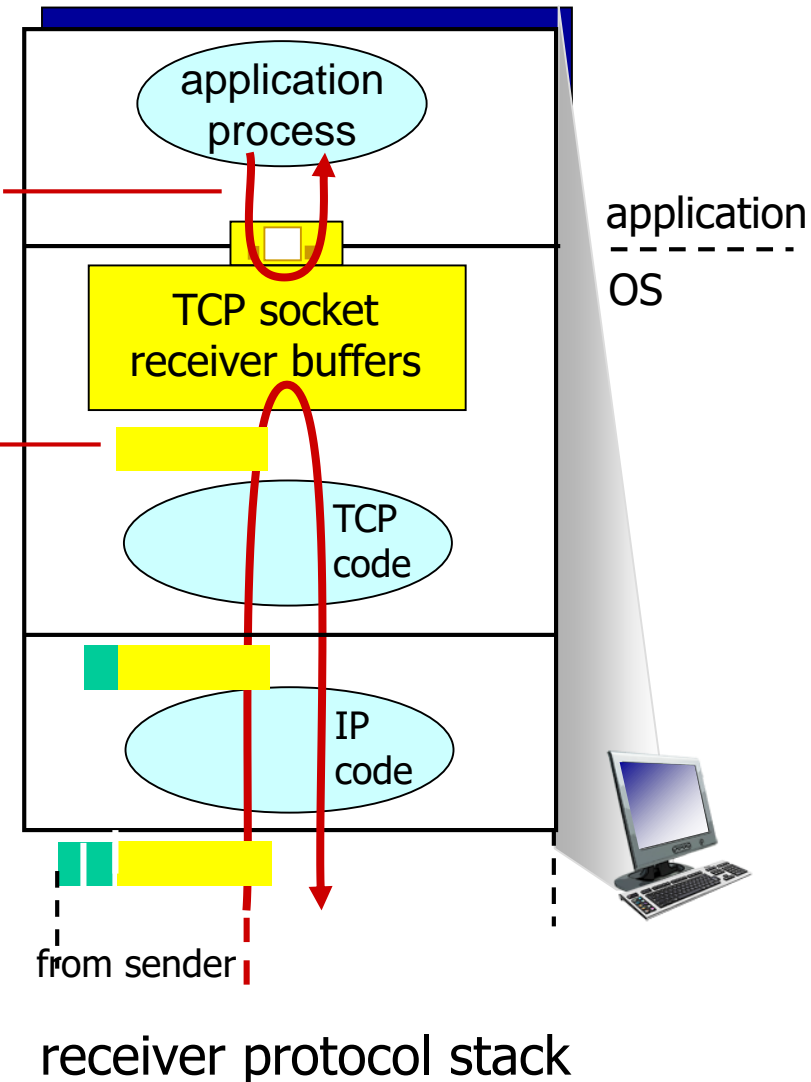 application
process
application
OS
TCP socket
receiver buffers
TCP
code
IP
code
from sender
receiver protocol stack